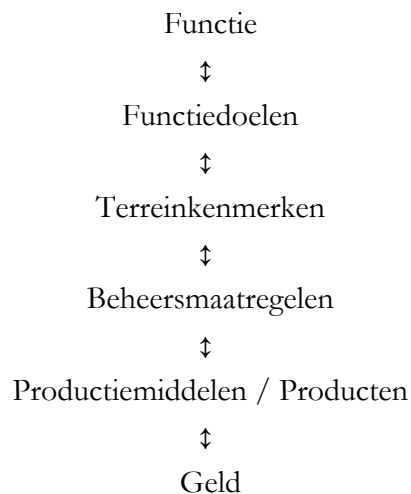 Functie
↕
Functiedoelen
↕
Terreinkenmerken
↕
Beheersmaatregelen
↕
Productiemiddelen / Producten
↕
Geld